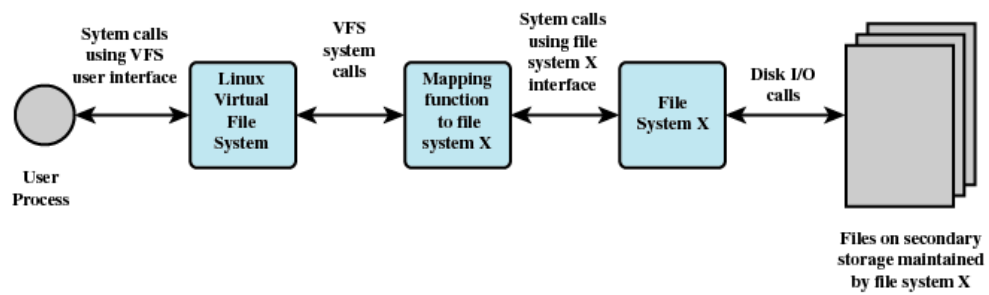 Sytem calls
using VFS
user interface
VFS
system
calls
Sytem calls
using file
system X
interface
Disk I/O
calls
Linux
Virtual
File
System
Mapping
function
to file
system X
File
System X
User
Process
Files on secondary
storage maintained
by file system X